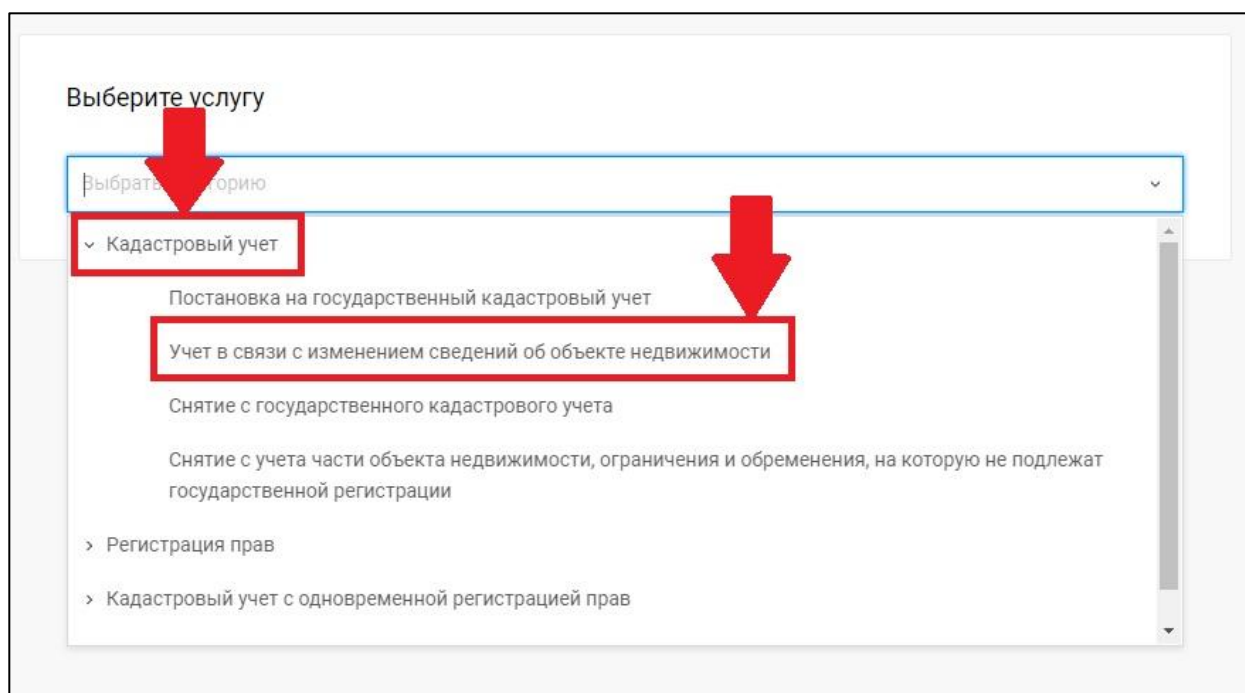 Выберите услугу
Выбрать
Кадастровый учет
Постановка на государственный кадастровый учет
Учет в связи с изменением сведений об объекте недвижимости
Снятие с государственного кадастрового учета
Снятие с учета части объекта недвижимости, ограничения и обременения, на которую не подлежат
государственной регистрации
Регистрация прав
Кадастровый учет с одновременной регистрацией прав